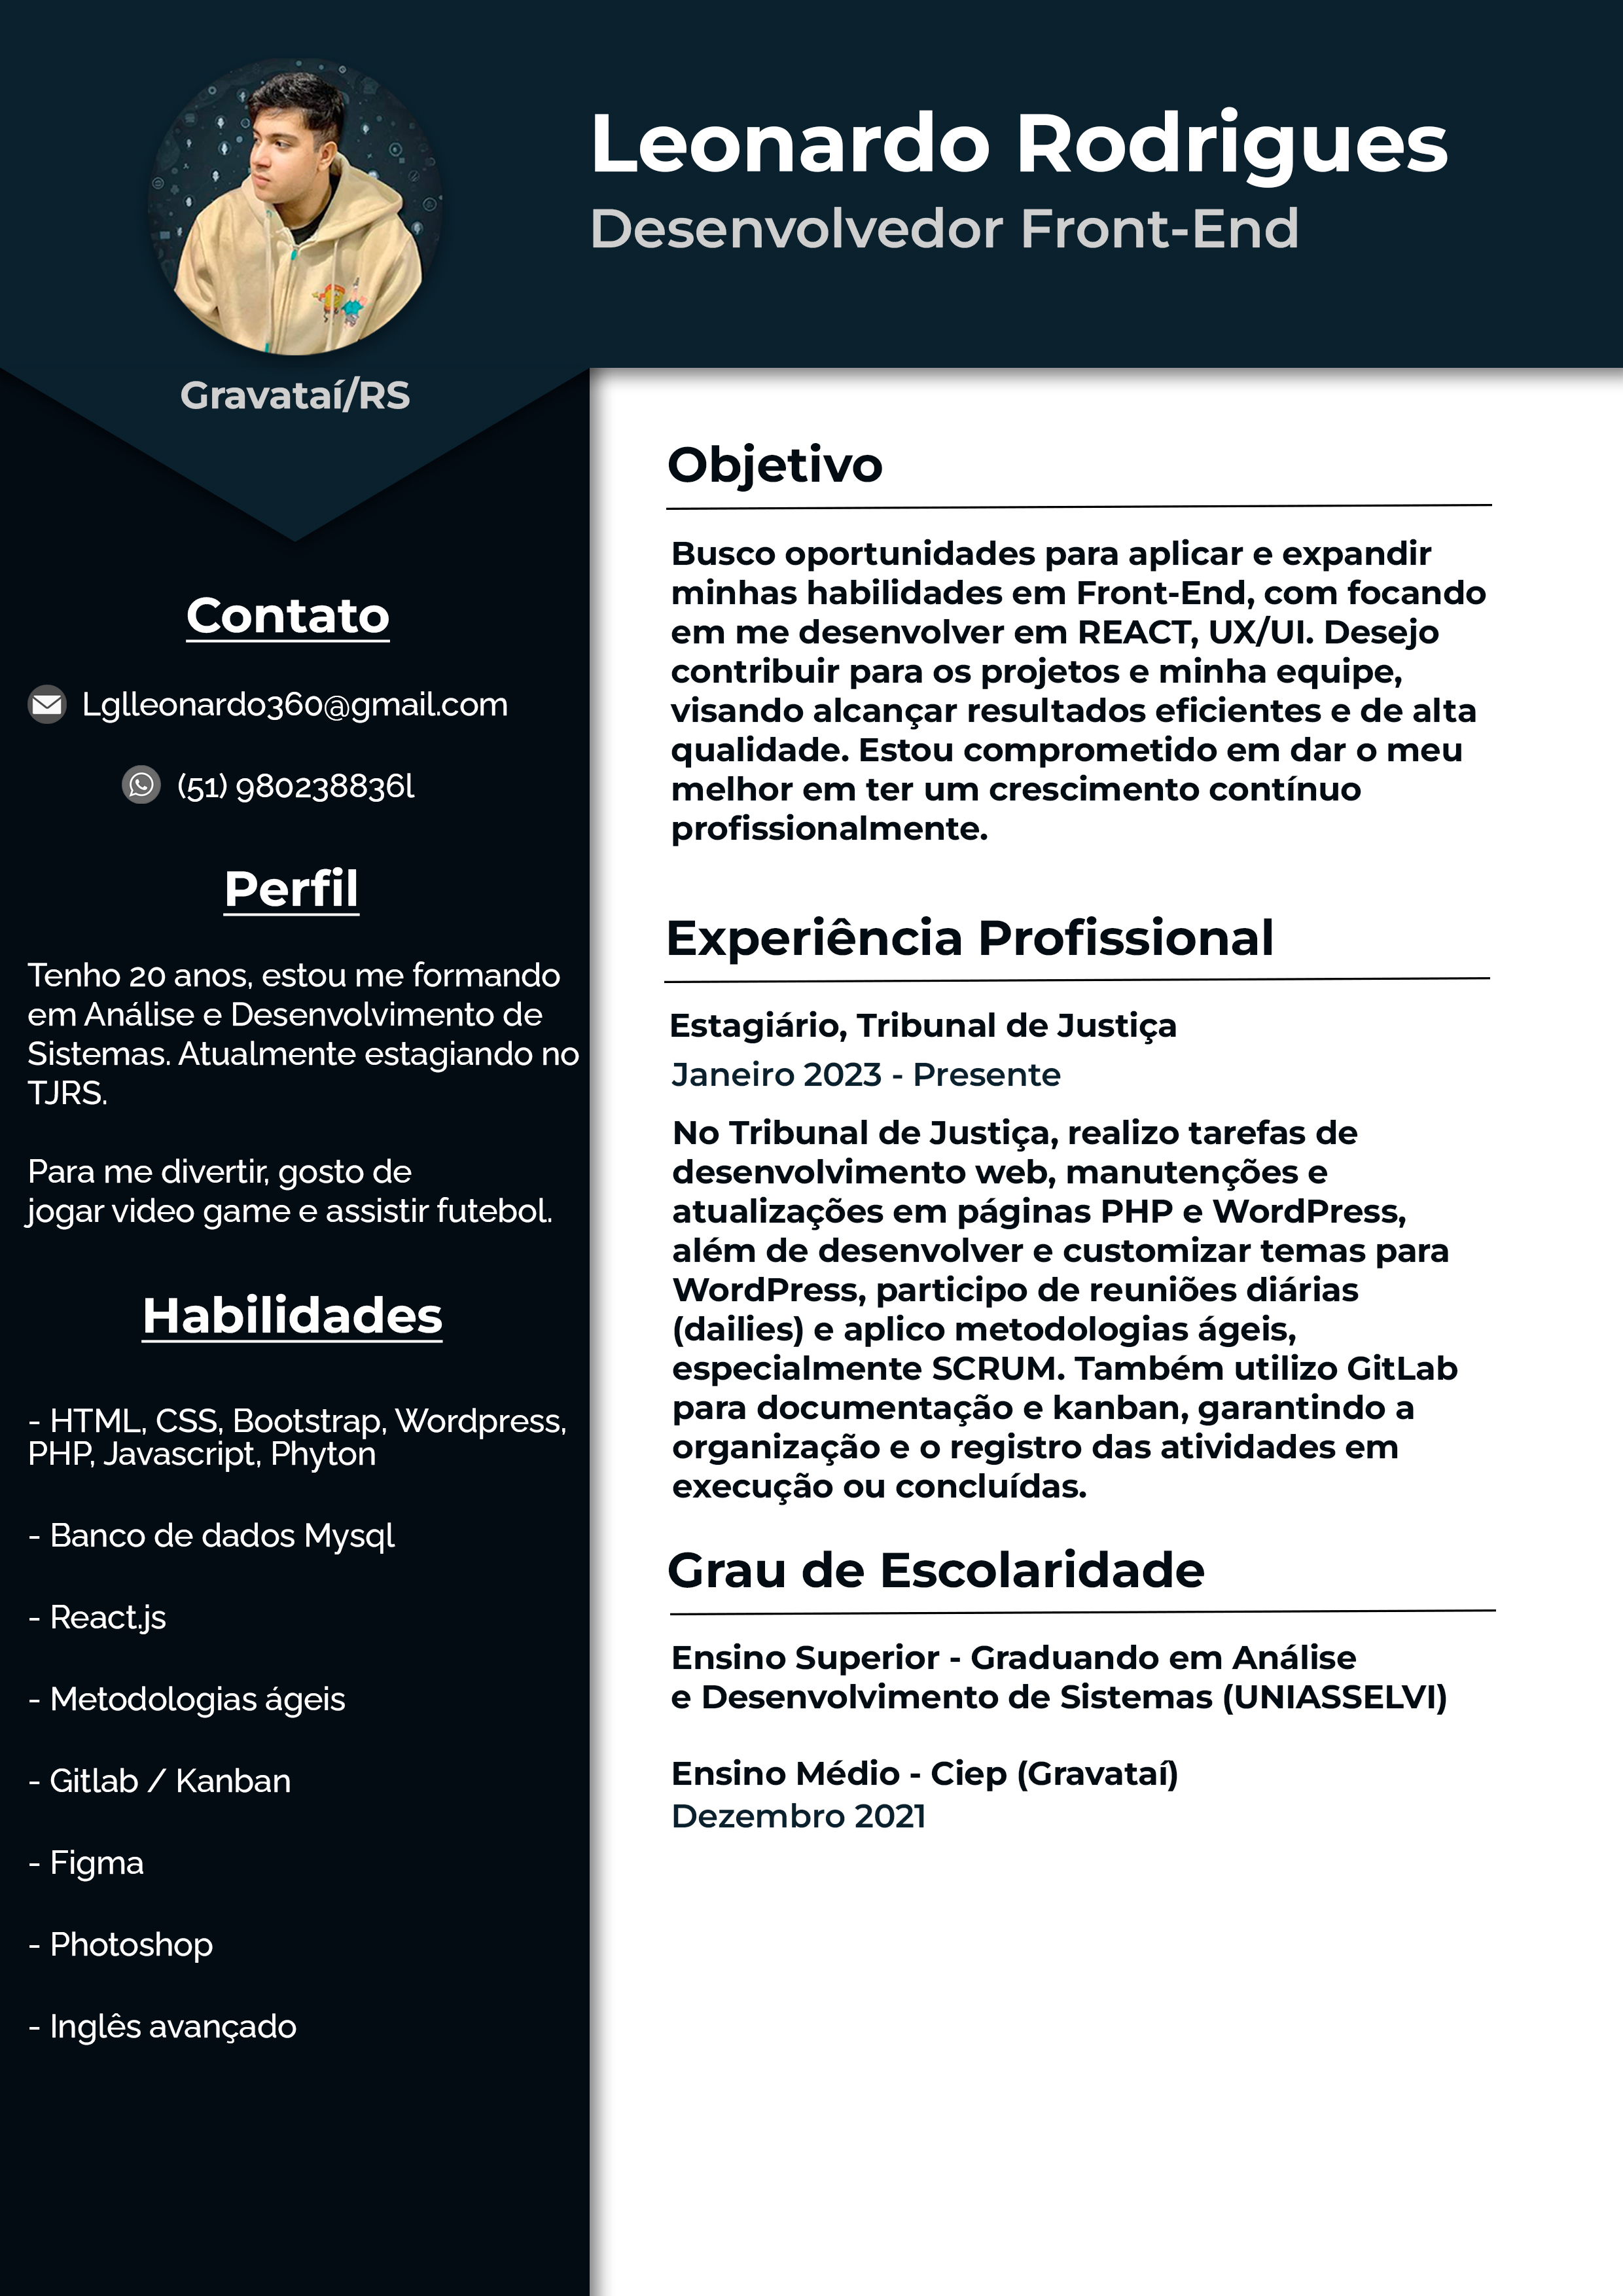 Leonardo Rodrigues
Desenvolvedor Front-End
Gravataí/RS
Contato
Lglleonardo360@gmail.com
(51) 980238836l
Perfil
Tenho 20 anos, estou me formando
em Análise e Desenvolvimento de
Sistemas. Atualmente estagiando no
TJRS.
Para me divertir, gosto de
jogar video game e assistir futebol.
Habilidades
- HTML, CSS, Bootstrap, Wordpress,
PHP, Javascript, Phyton
- Banco de dados Mysql
- React.js
- Metodologias ágeis
- Gitlab / Kanban
- Figma
- Photoshop
- Inglês avançado
Objetivo
Busco oportunidades para aplicar e expandir
minhas habilidades em Front-End, com focando
em me desenvolver em REACT, UX/UI. Desejo
contribuir para os projetos e minha equipe,
visando alcançar resultados eficientes e de alta
qualidade. Estou comprometido em dar o meu
melhor em ter um crescimento contínuo
profissionalmente.
Experiência Profissional
Estagiário, Tribunal de Justiça
Janeiro 2023 - Presente
No Tribunal de Justiça, realizo tarefas de
desenvolvimento web, manutenções e
atualizações em páginas PHP e WordPress,
além de desenvolver e customizar temas para
WordPress, participo de reuniões diárias
(dailies) e aplico metodologias ágeis,
especialmente SCRUM. Também utilizo GitLab
para documentação e kanban, garantindo a
organização e o registro das atividades em
execução ou concluídas.
Grau de Escolaridade
Ensino Superior - Graduando em Análise
e Desenvolvimento de Sistemas (UNIASSELVI)
Ensino Médio - Ciep (Gravataí)
Dezembro 2021